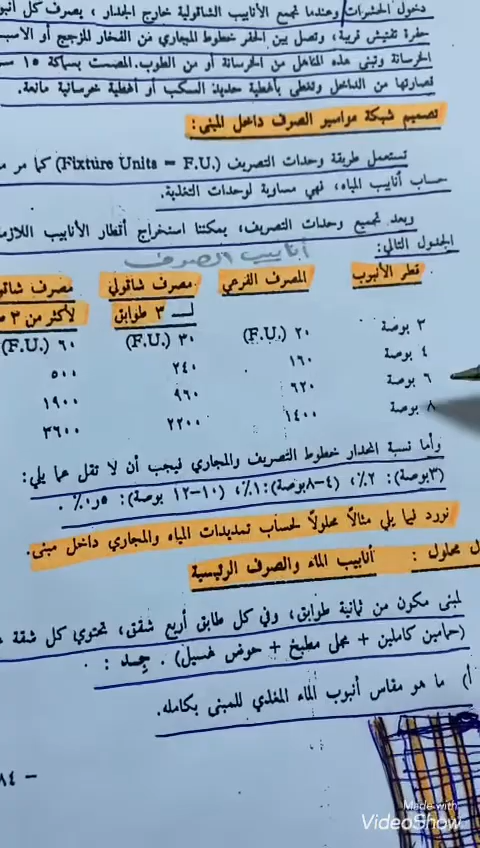 دخول الحشرات وعندما تجمع الأنابيب الشاقولية خارج الجدار، يصرف كل
حفرة تفتيش قريبة، وتصل بين الحفر خطوط المجاري من الفخار المزجج أو
الخرسانة وتبنى هذه المناهل من الخرسانة أو من الطوب. المصمت بسماكة ١٥
من الداخل وتغطى بأغطية حديد السكب أو أغطية خرسانية مانعة.
تصميم شبكة مواسير الصرف داخل المبنى:
تستعمل طريقة وحدات التصريف (Fixture Units = F.U.) كما مر
حساب أنابيب المياه، فهي مساوية لوحدات التغذية.
وبعد تجميع وحدات التصريف، يمكننا استخراج أقطار الأنابيب
الجدول التالي:
أنابيب الصرف
قطر الأنبوب المصرف الفرعي مصرف شاقولي مصرف
لـ ٣ طوابق لأكثر من ٣
٣ بوصة ٢٠ (F.U.) ٣٠ (F.U.) ٦٠ (F.U.)
٤ بوصة ١٦٠ ٢٤٠ ٥٠٠
٦ بوصة ٦٢٠ ٩٦٠ ١٩٠٠
٨ بوصة ١٤٠٠ ٢٢٠٠ ٣٦٠٠
وأما نسبة انحدار خطوط التصريف والمجاري فيجب أن لا تقل عما يلي:
(٣بوصة): ٢٪، (٤-٨بوصة): ١٪، (١٠-١٢ بوصة): ٥ر٠٪.
نورد فيما يلي مثالاً محلولاً لحساب تمديدات المياه والمجاري داخل مبنى.
محلول : أنابيب الماء والصرف الرئيسية
لمبنى مكون من ثمانية طوابق، وفي كل طابق أربع شقق، تحتوي كل شقة
(حمامين كاملين + مجلى مطبخ + حوض غسيل). جِد :
أ) ما هو مقاس أنبوب الماء المغذي للمبنى بكامله.
٨٤ -
Made with
VideoShow